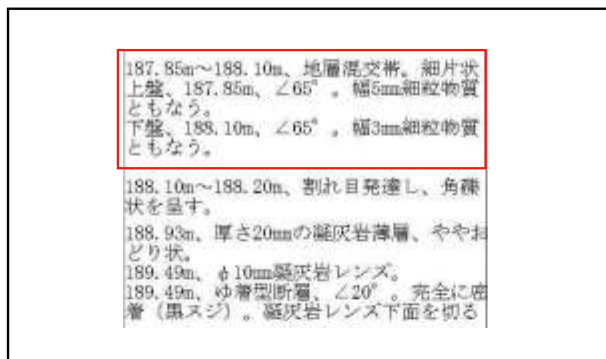 187.85m～188.10m、地層混交帯。細片状
上盤、187.85m、∠65°。幅5mm細粒物質
ともなう。
下盤、188.10m、∠65°。幅3mm細粒物質
ともなう。
188.10m～188.20m、割れ目発達し、角礫
状を呈す。
188.93m、厚さ20mmの凝灰岩薄層、ややお
どり状。
189.49m、φ10mm凝灰岩レンズ。
189.49m、ゆ着型断層、∠20°。完全に密
着（黒スジ）。凝灰岩レンズ下面を切る